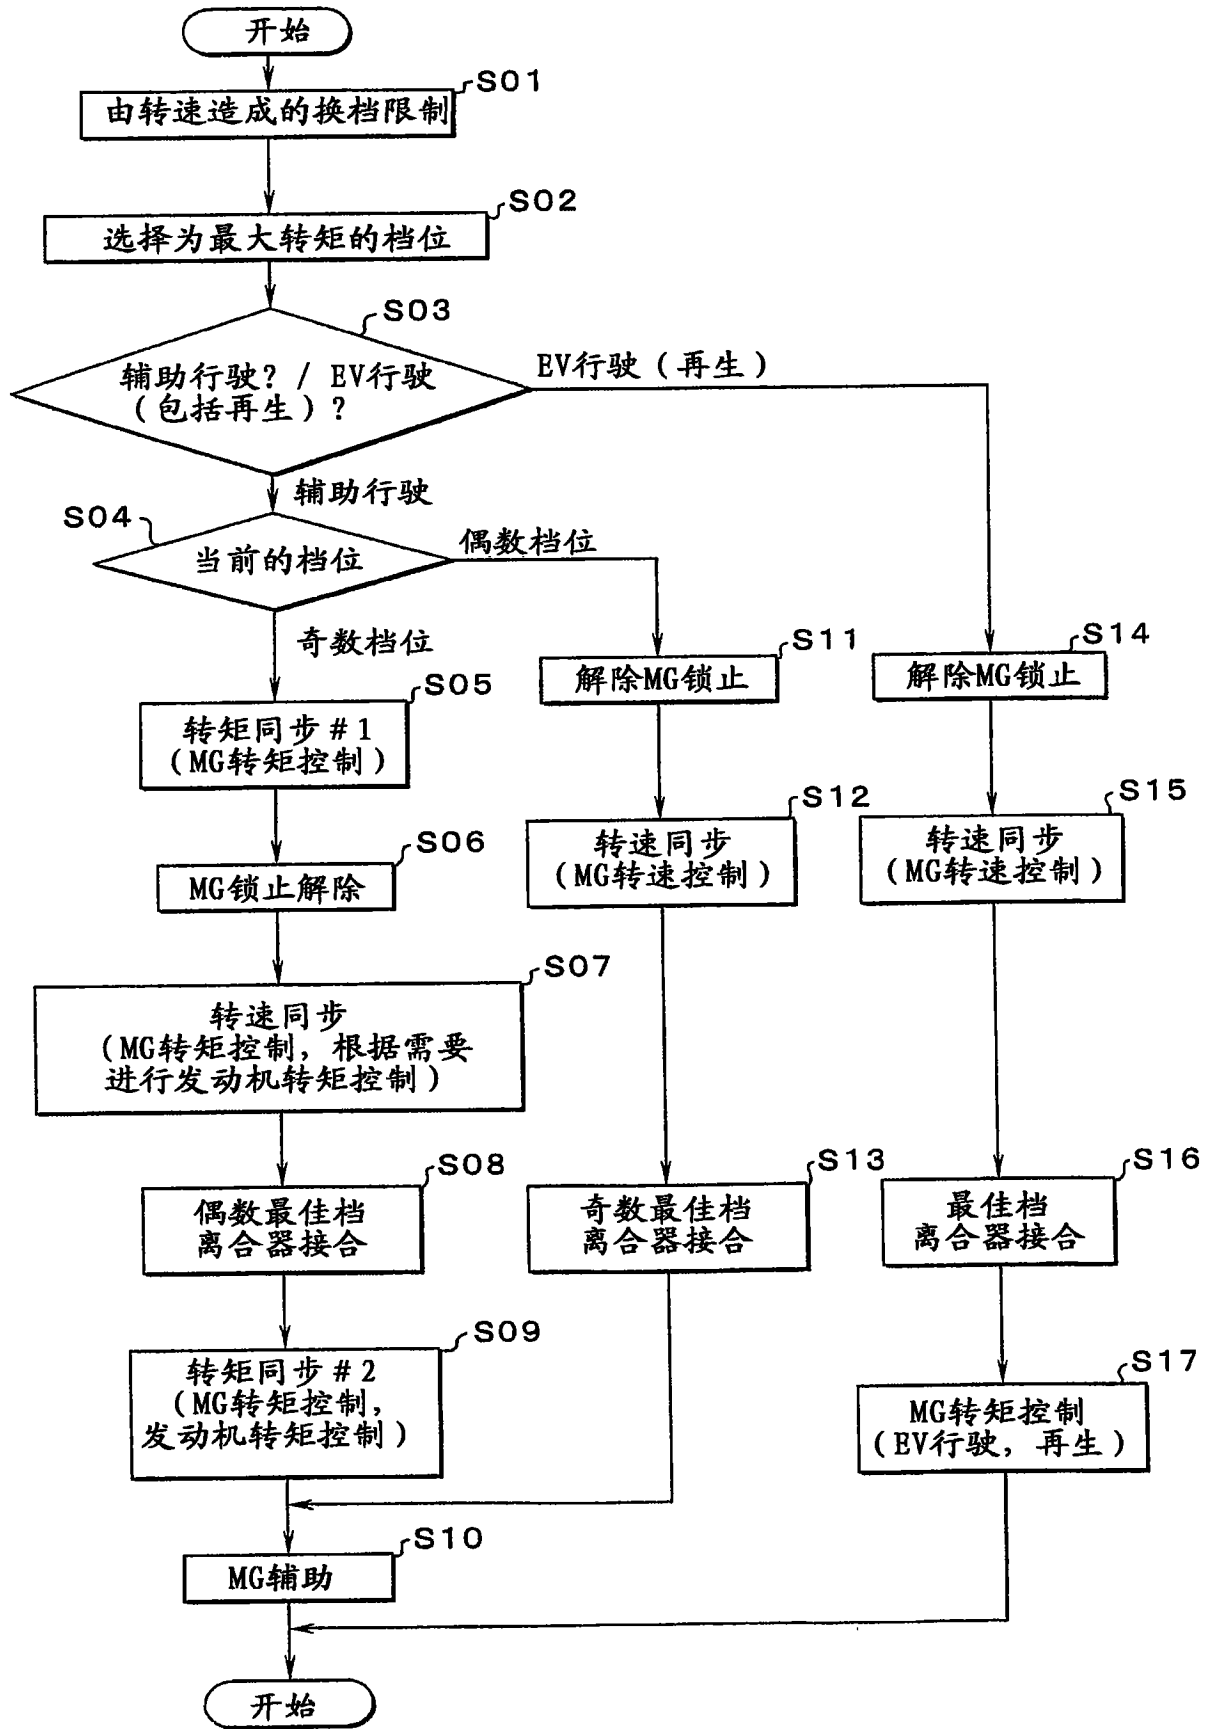 开始
S01
由转速造成的换档限制
S02
选择为最大转矩的档位
S03
辅助行驶？/ EV行驶
（包括再生）？
EV行驶（再生）
辅助行驶
S04
当前的档位
偶数档位
奇数档位
S05
转矩同步＃1
（MG转矩控制）
S06
MG锁止解除
S07
转速同步
（MG转矩控制，根据需要
进行发动机转矩控制）
S08
偶数最佳档
离合器接合
S09
转矩同步＃2
（MG转矩控制，
发动机转矩控制）
S10
MG辅助
开始
S11
解除MG锁止
S12
转速同步
（MG转速控制）
S13
奇数最佳档
离合器接合
S14
解除MG锁止
S15
转速同步
（MG转速控制）
S16
最佳档
离合器接合
S17
MG转矩控制
（EV行驶，再生）